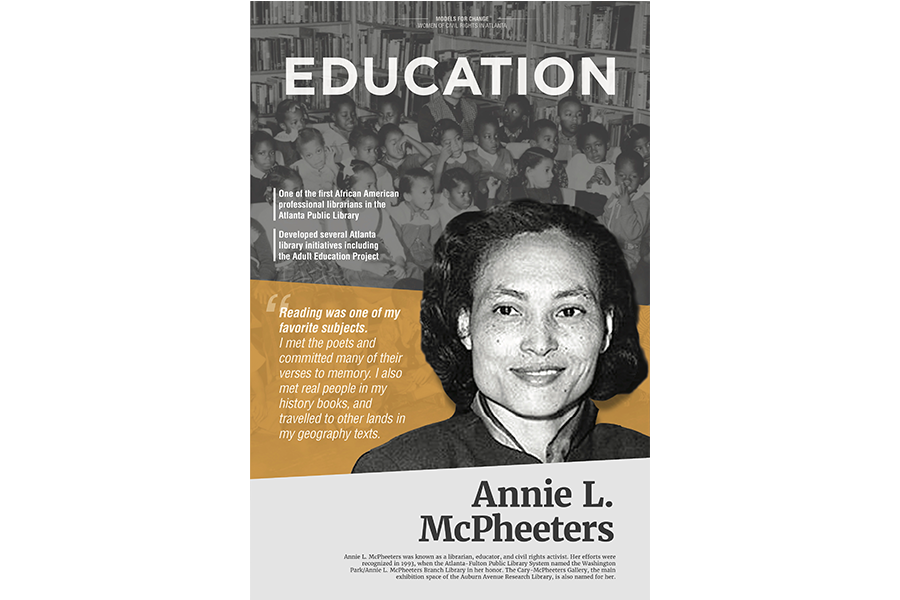 MODELS FOR CHANGE
WOMEN OF CIVIL RIGHTS IN ATLANTA
EDUCATION
One of the first African American
professional librarians in the
Atlanta Public Library
Developed several Atlanta
library initiatives including
the Adult Education Project
“
Reading was one of my
favorite subjects.
I met the poets and
committed many of their
verses to memory. I also
met real people in my
history books, and
travelled to other lands in
my geography texts.
Annie L.
McPheeters
Annie L. McPheeters was known as a librarian, educator, and civil rights activist. Her efforts were
recognized in 1993, when the Atlanta-Fulton Public Library System named the Washington
Park/Annie L. McPheeters Branch Library in her honor. The Cary-McPheeters Gallery, the main
exhibition space of the Auburn Avenue Research Library, is also named for her.